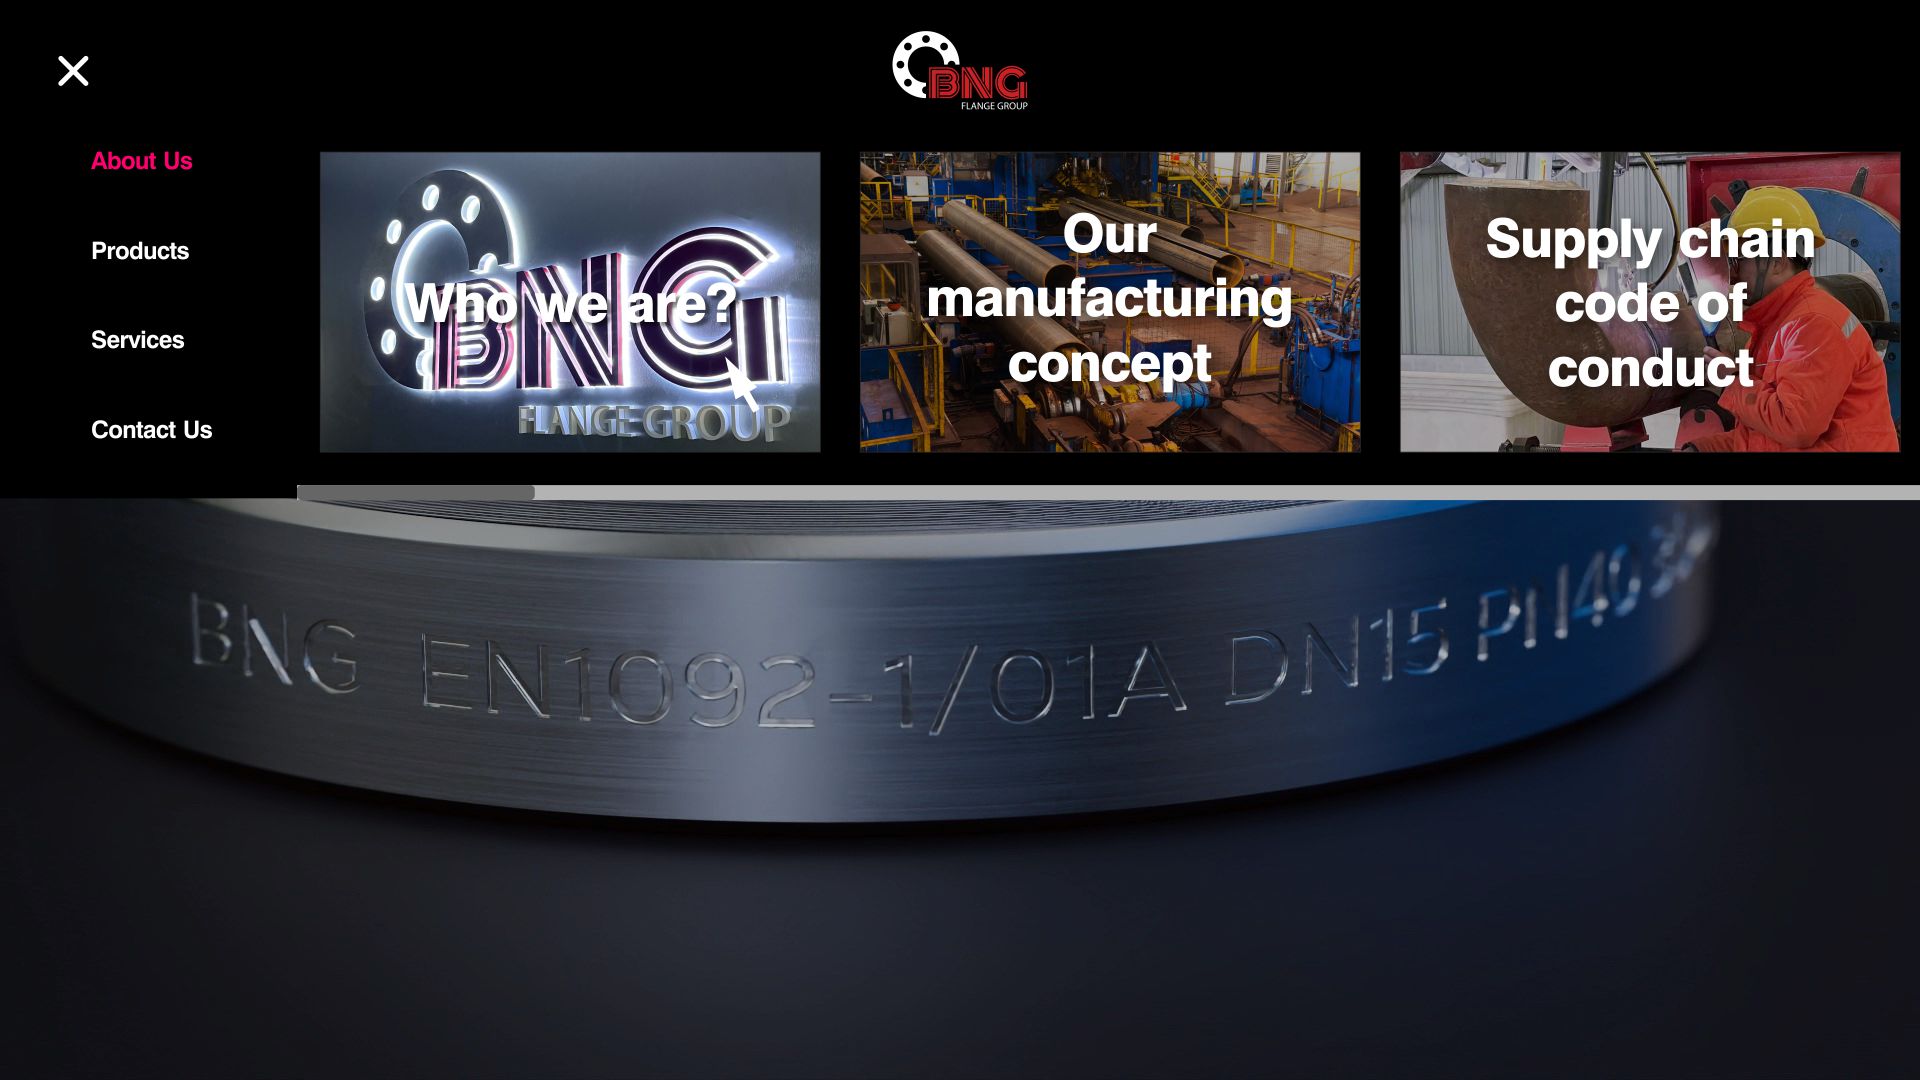 BNG
FLANGE GROUP
About Us
Products
Services
Contact Us
BNG
FLANGE GROUP
Who we are?
Our
manufacturing
concept
Supply chain
code of
conduct
BNG EN1092-1/01A DN15 PN40